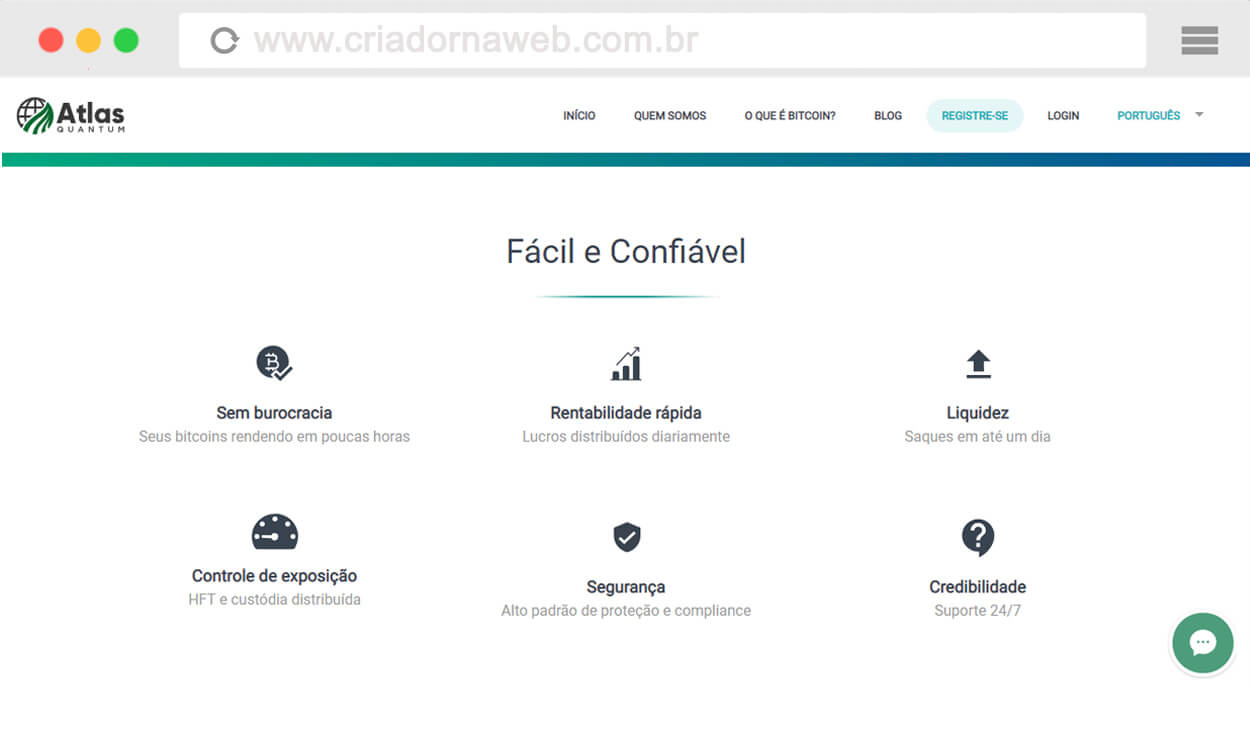 www.criadornaweb.com.br
Atlas
QUANTUM
INÍCIO QUEM SOMOS O QUE É BITCOIN? BLOG REGISTRE-SE LOGIN PORTUGUÊS
Fácil e Confiável
Sem burocracia Rentabilidade rápida Liquidez
Seus bitcoins rendendo em poucas horas Lucros distribuídos diariamente Saques em até um dia
Controle de exposição Segurança Credibilidade
HFT e custódia distribuída Alto padrão de proteção e compliance Suporte 24/7